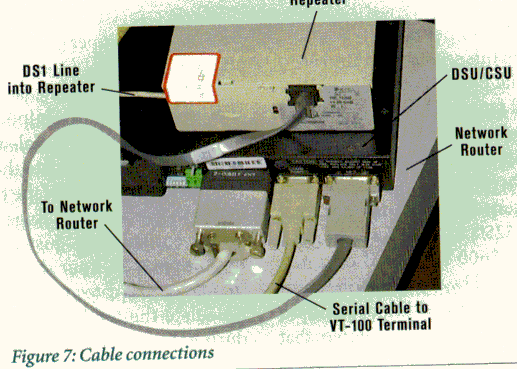 Repeater
DS1 Line
into Repeater
DSU/CSU
Network
Router
To Network
Router
Serial Cable to
VT-100 Terminal
Figure 7: Cable connections